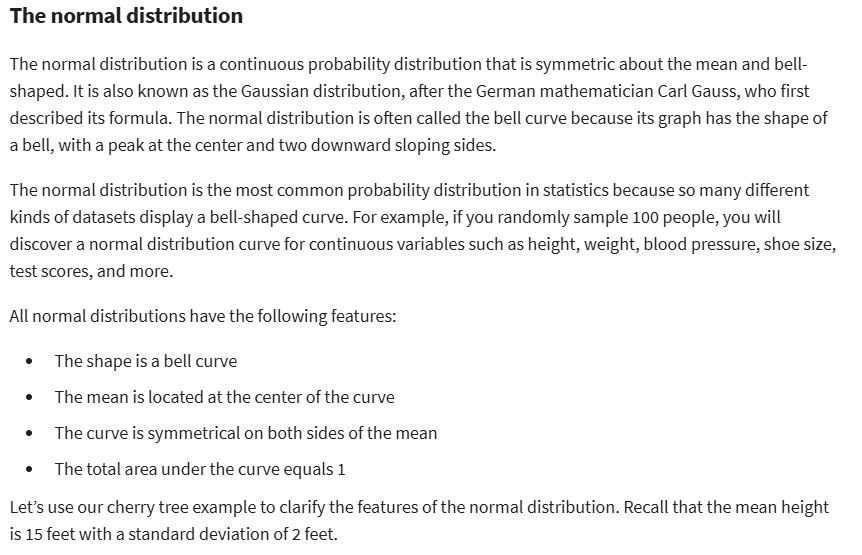 The normal distribution
The normal distribution is a continuous probability distribution that is symmetric about the mean and bell-
shaped. It is also known as the Gaussian distribution, after the German mathematician Carl Gauss, who first
described its formula. The normal distribution is often called the bell curve because its graph has the shape of
a bell, with a peak at the center and two downward sloping sides.
The normal distribution is the most common probability distribution in statistics because so many different
kinds of datasets display a bell-shaped curve. For example, if you randomly sample 100 people, you will
discover a normal distribution curve for continuous variables such as height, weight, blood pressure, shoe size,
test scores, and more.
All normal distributions have the following features:
• The shape is a bell curve
• The mean is located at the center of the curve
• The curve is symmetrical on both sides of the mean
• The total area under the curve equals 1
Let’s use our cherry tree example to clarify the features of the normal distribution. Recall that the mean height
is 15 feet with a standard deviation of 2 feet.